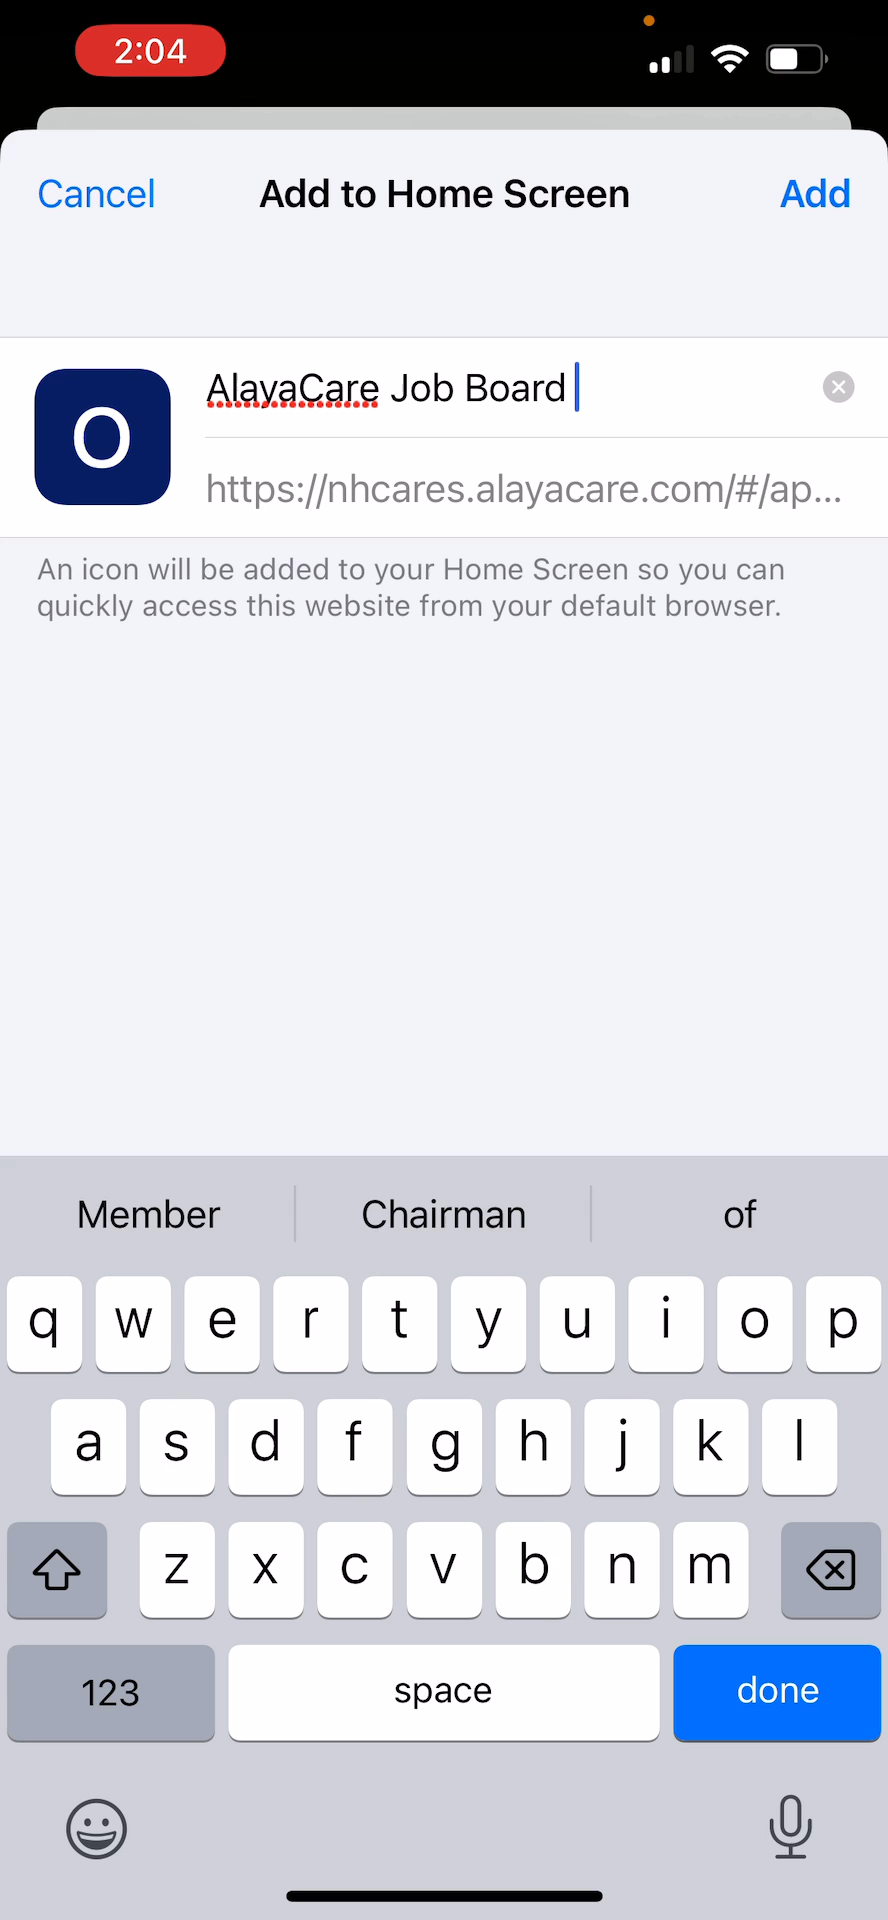 2:04
Cancel
Add to Home Screen
Add
O
AlayaCare Job Board
https://nhcares.alayacare.com/#/ap...
An icon will be added to your Home Screen so you can
quickly access this website from your default browser.
Member Chairman of
q w e r t y u i o p
a s d f g h j k l
z x c v b n m
123 space done